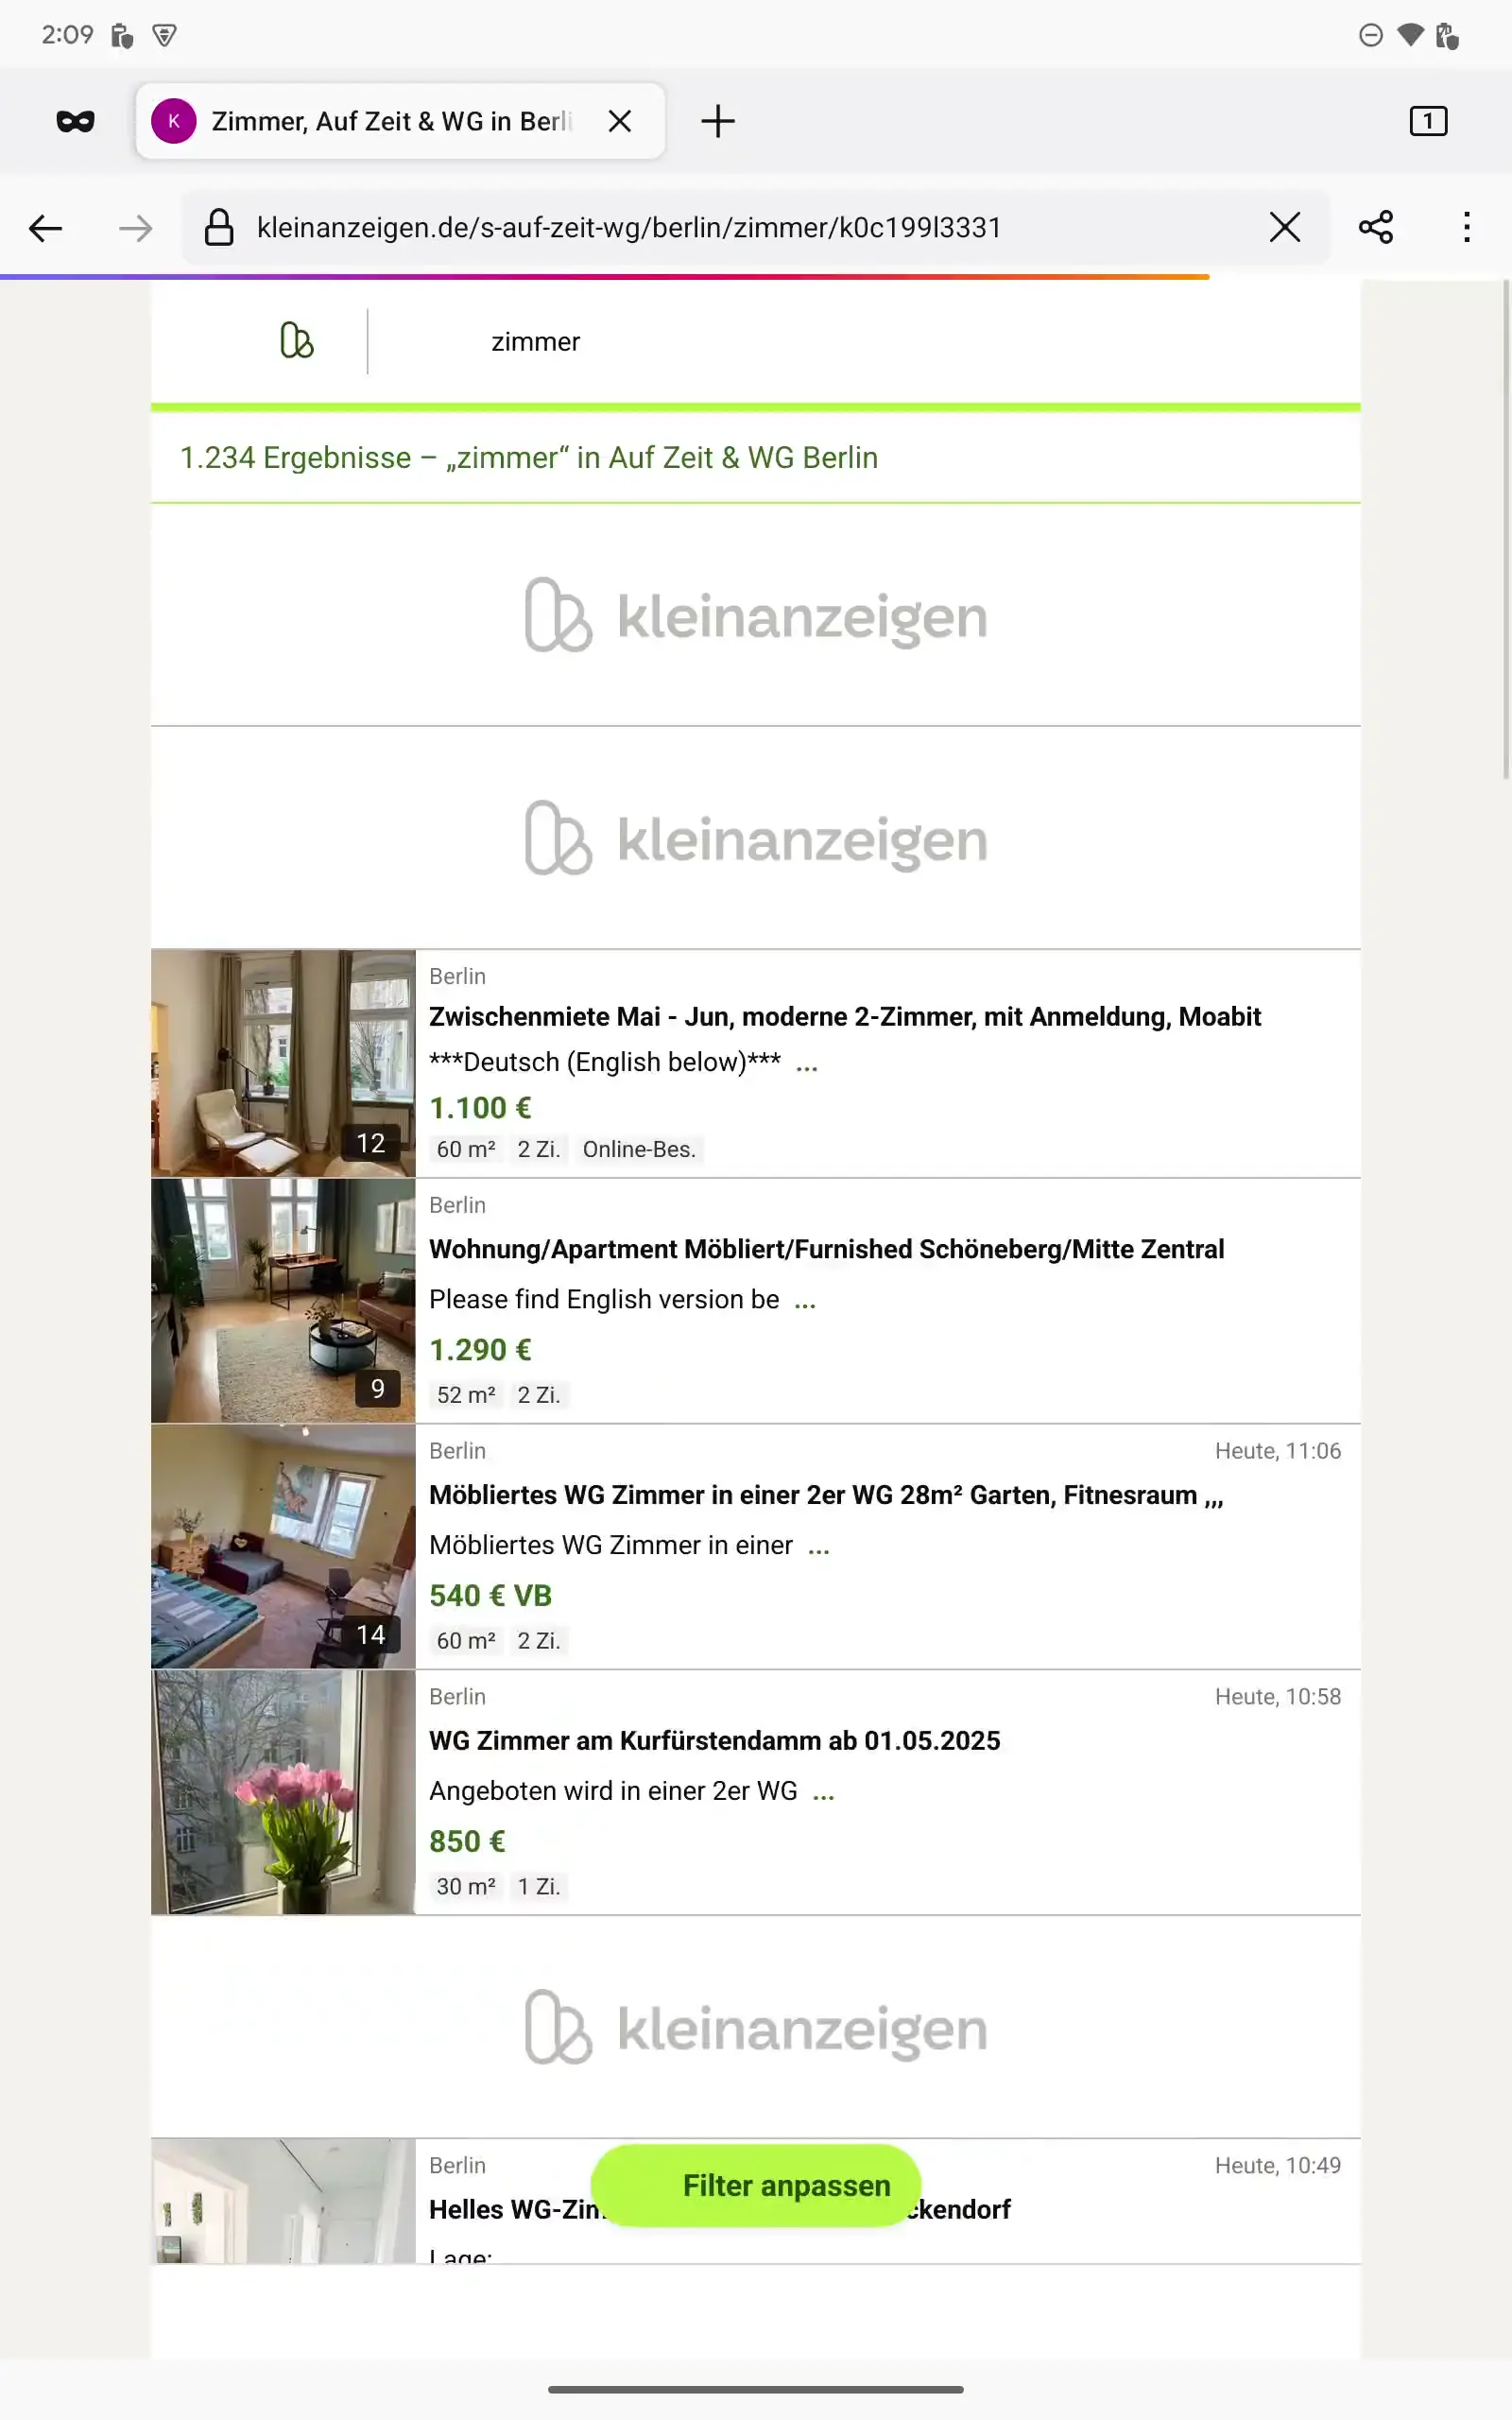 2:09
K Zimmer, Auf Zeit & WG in Berli
1
kleinanzeigen.de/s-auf-zeit-wg/berlin/zimmer/k0c199l3331
zimmer
1.234 Ergebnisse – „zimmer“ in Auf Zeit & WG Berlin
kleinanzeigen
kleinanzeigen
Berlin
Zwischenmiete Mai - Jun, moderne 2-Zimmer, mit Anmeldung, Moabit
***Deutsch (English below)*** ...
1.100 €
12
60 m² 2 Zi. Online-Bes.
Berlin
Wohnung/Apartment Möbliert/Furnished Schöneberg/Mitte Zentral
Please find English version be ...
1.290 €
9
52 m² 2 Zi.
Berlin Heute, 11:06
Möbliertes WG Zimmer in einer 2er WG 28m² Garten, Fitnesraum ,,,
Möbliertes WG Zimmer in einer ...
540 € VB
14
60 m² 2 Zi.
Berlin Heute, 10:58
WG Zimmer am Kurfürstendamm ab 01.05.2025
Angeboten wird in einer 2er WG ...
850 €
30 m² 1 Zi.
kleinanzeigen
Berlin Heute, 10:49
Filter anpassen
Helles WG-Zim ckendorf
Lage: